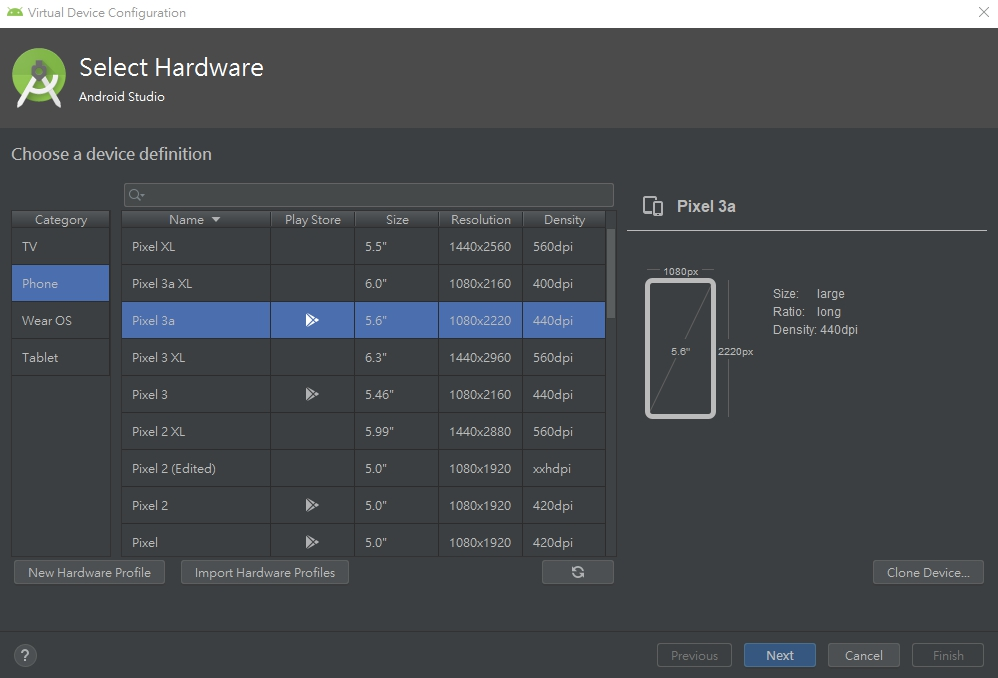 Virtual Device Configuration
Select Hardware
Android Studio
Choose a device definition
Category
TV
Phone
Wear OS
Tablet
Name Play Store Size Resolution Density
Pixel XL 5.5" 1440x2560 560dpi
Pixel 3a XL 6.0" 1080x2160 400dpi
Pixel 3a 5.6" 1080x2220 440dpi
Pixel 3 XL 6.3" 1440x2960 560dpi
Pixel 3 5.46" 1080x2160 440dpi
Pixel 2 XL 5.99" 1440x2880 560dpi
Pixel 2 (Edited) 5.0" 1080x1920 xxhdpi
Pixel 2 5.0" 1080x1920 420dpi
Pixel 5.0" 1080x1920 420dpi
Pixel 3a
1080px
5.6"
2220px
Size: large
Ratio: long
Density: 440dpi
New Hardware Profile
Import Hardware Profiles
Clone Device...
?
Previous
Next
Cancel
Finish